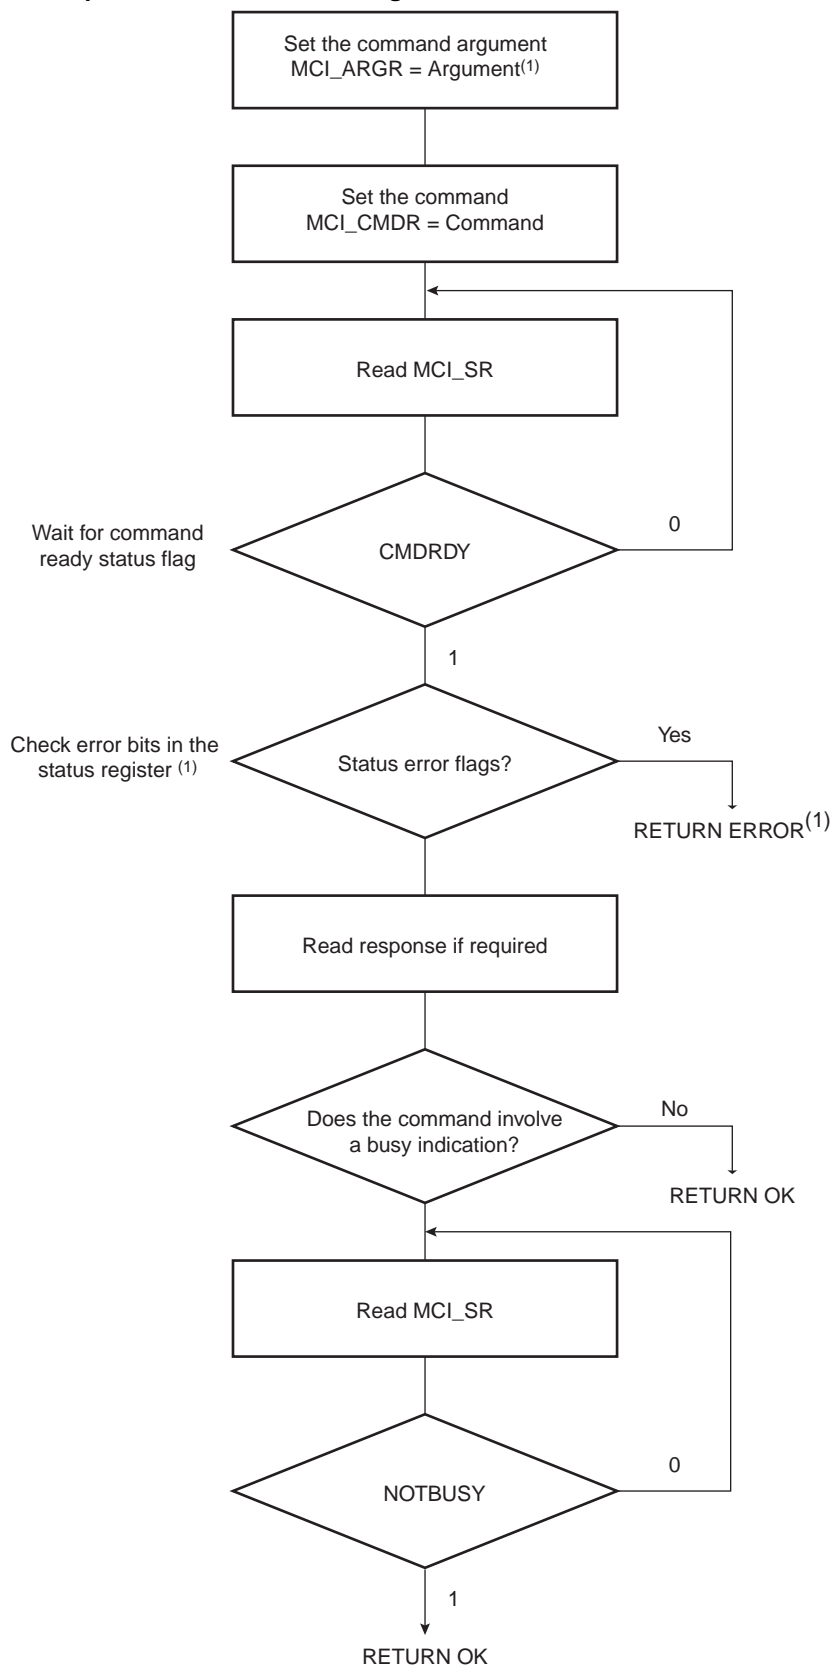 Set the command argument
MCI_ARGR = Argument(1)
Set the command
MCI_CMDR = Command
Read MCI_SR
Wait for command
ready status flag
CMDRDY
0
1
Check error bits in the
status register (1)
Status error flags?
Yes
RETURN ERROR(1)
Read response if required
Does the command involve
a busy indication?
No
RETURN OK
Read MCI_SR
NOTBUSY
0
1
RETURN OK